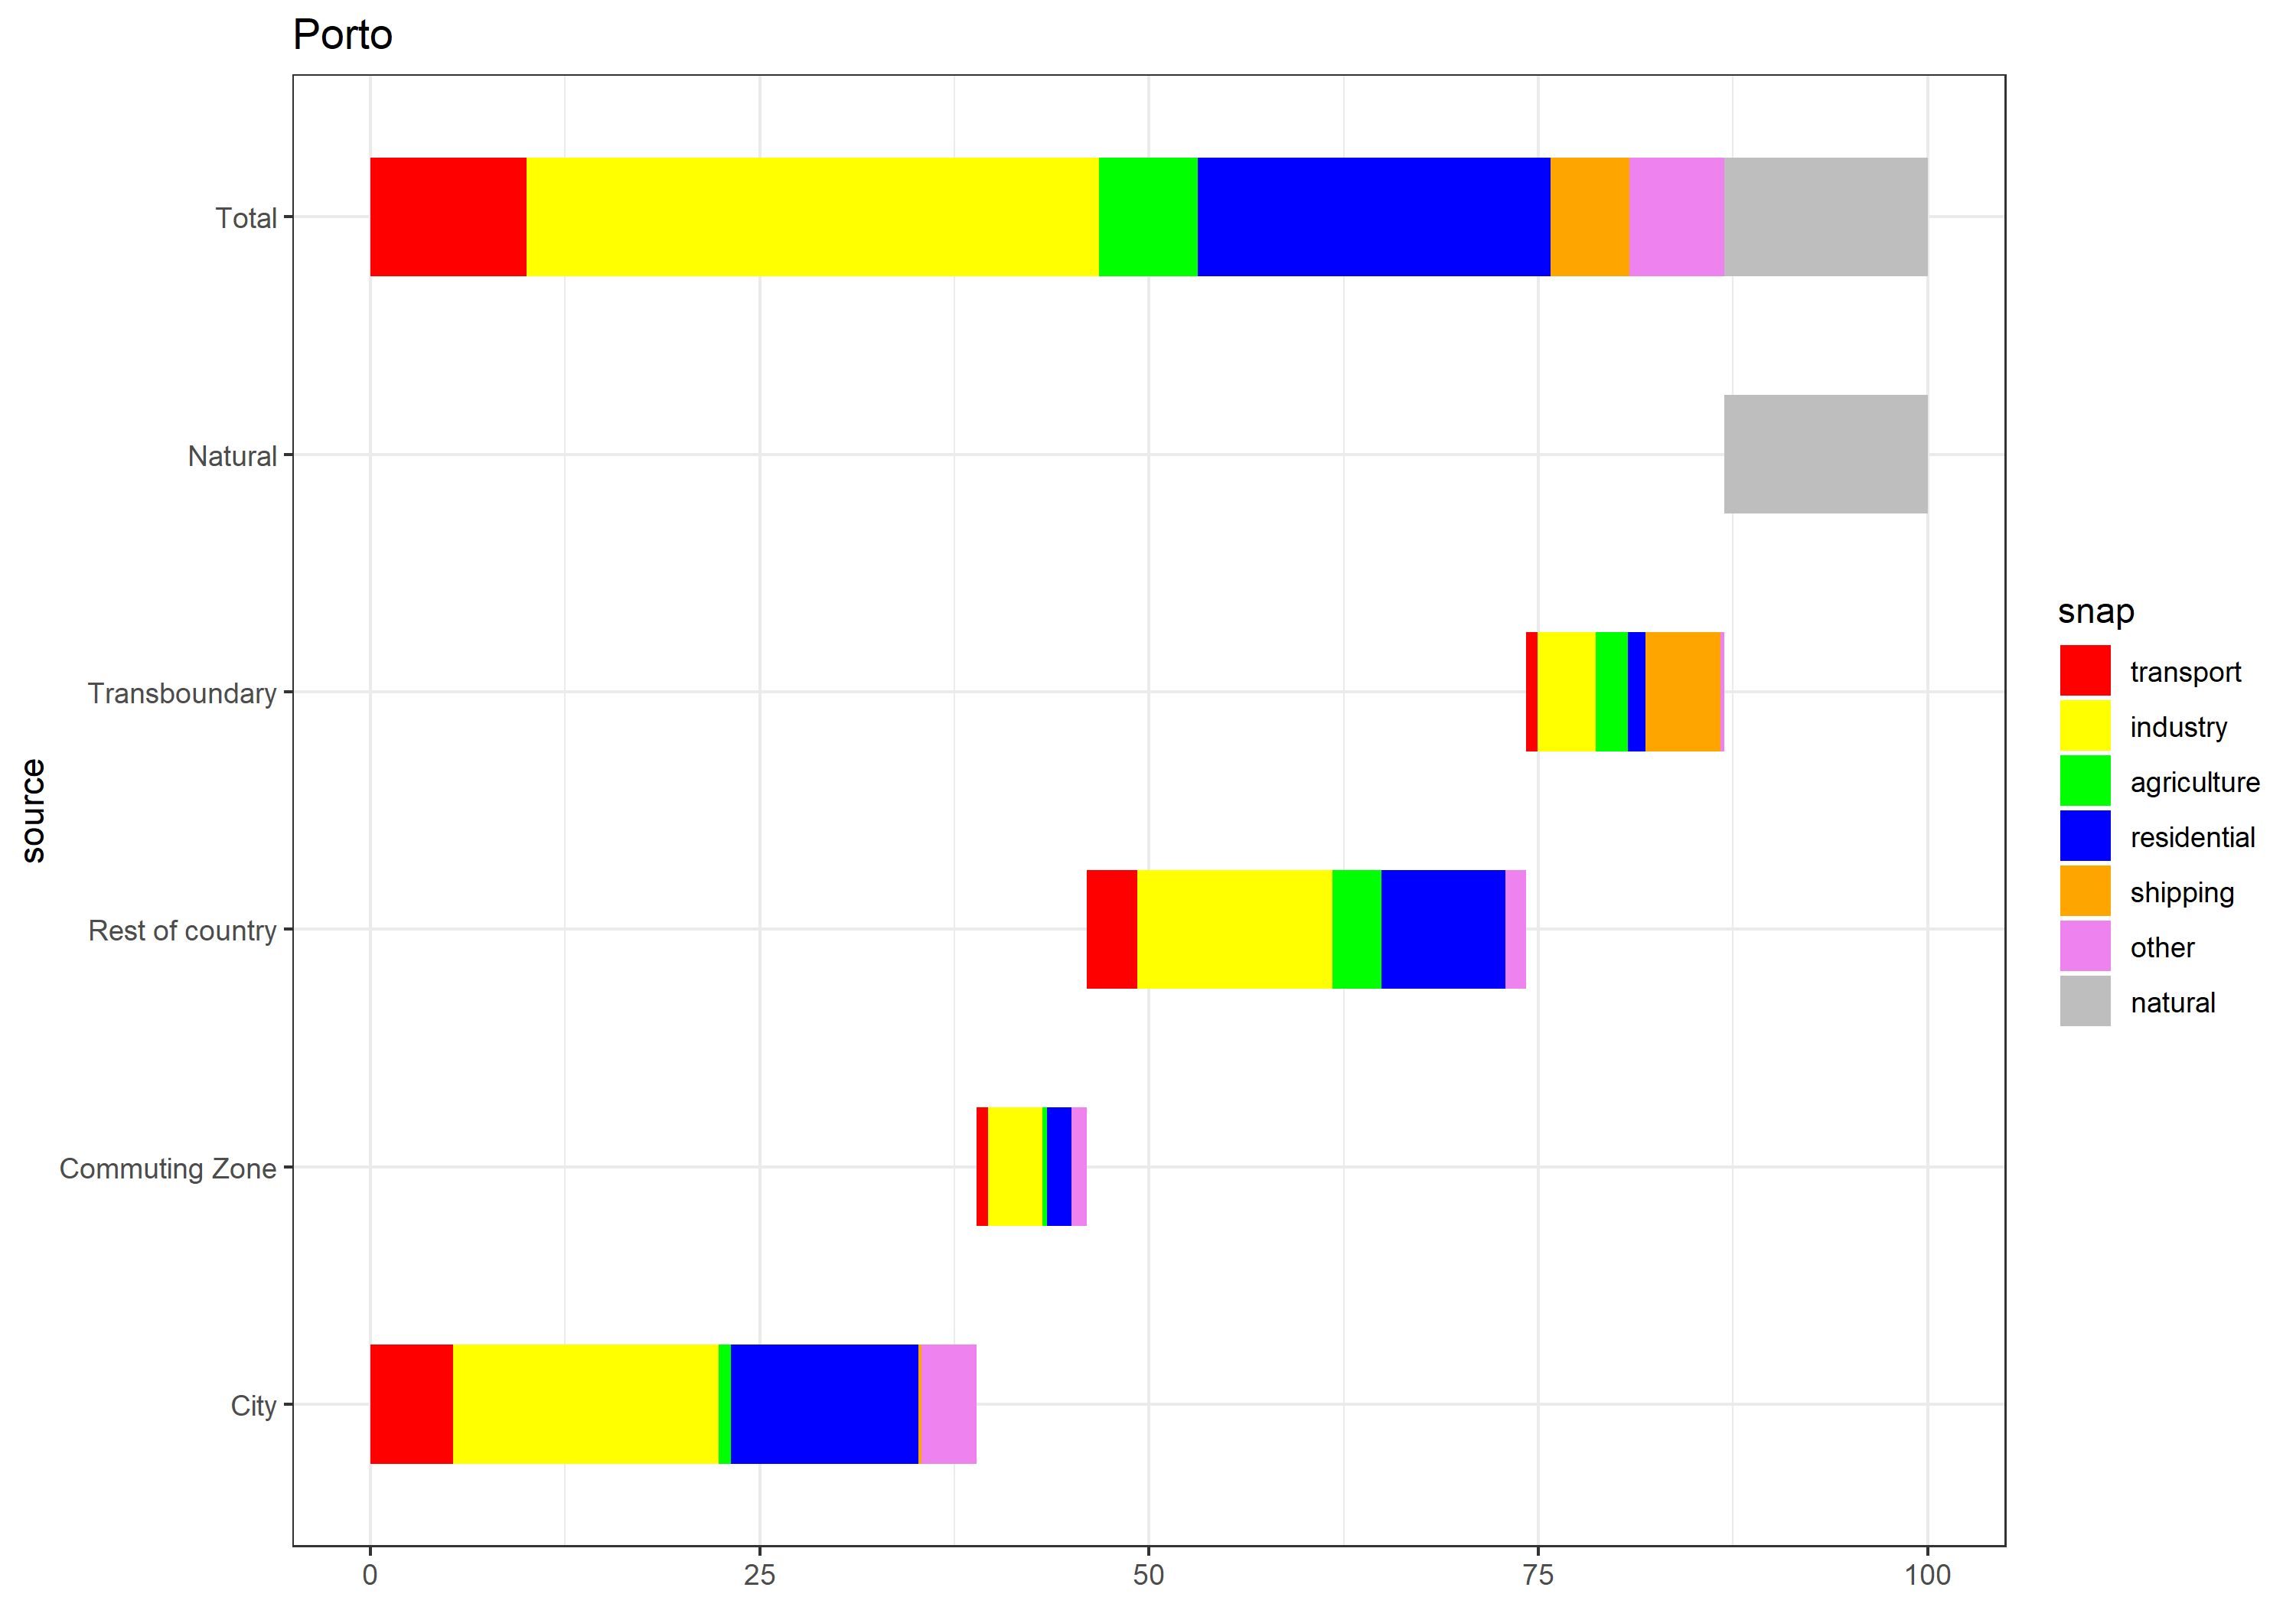 Porto
Total
Natural
Transboundary
Rest of country
Commuting Zone
City
source
0 25 50 75 100
snap
transport
industry
agriculture
residential
shipping
other
natural